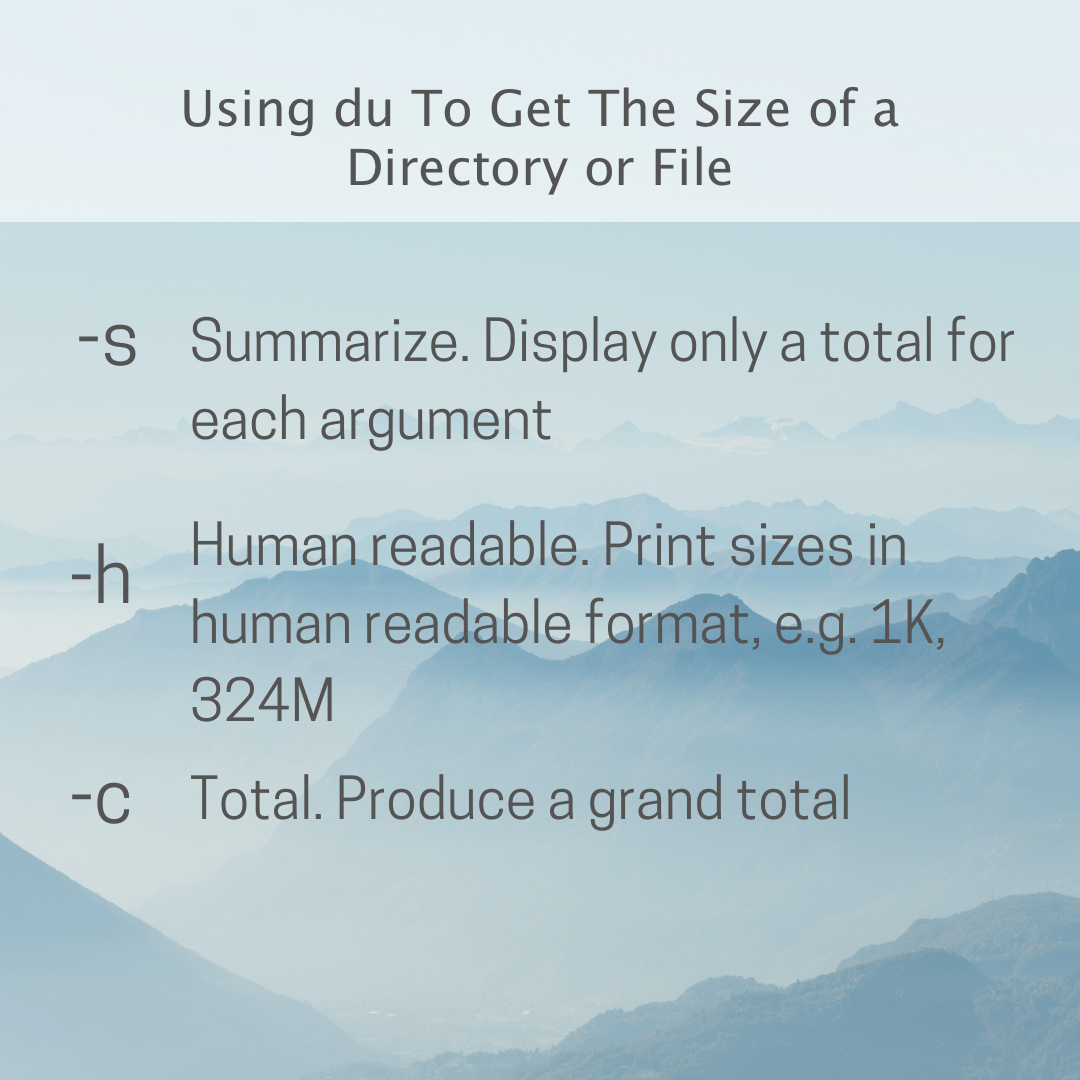 Using du To Get The Size of a
Directory or File
-s Summarize. Display only a total for
each argument
-h Human readable. Print sizes in
human readable format, e.g. 1K,
324M
-c Total. Produce a grand total